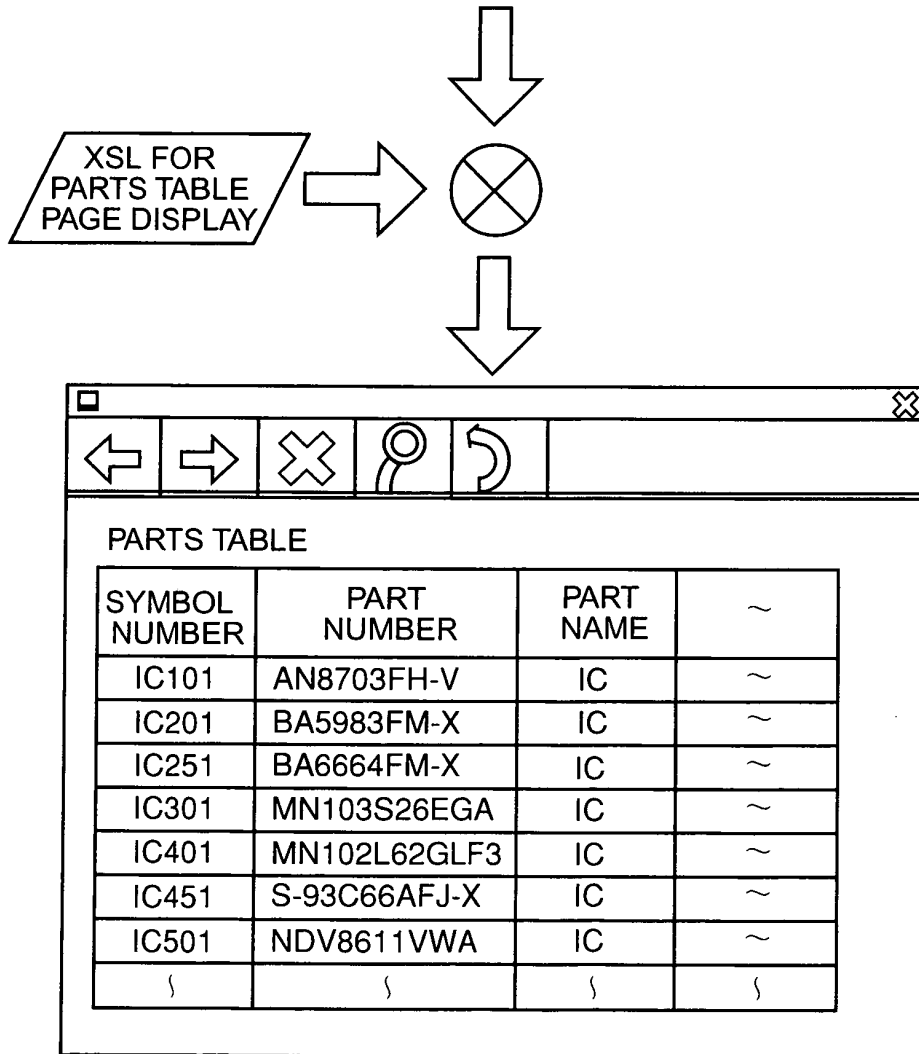 XSL FOR
PARTS TABLE
PAGE DISPLAY
PARTS TABLE
SYMBOL NUMBER PART NUMBER PART NAME ~
IC101 AN8703FH-V IC ~
IC201 BA5983FM-X IC ~
IC251 BA6664FM-X IC ~
IC301 MN103S26EGA IC ~
IC401 MN102L62GLF3 IC ~
IC451 S-93C66AFJ-X IC ~
IC501 NDV8611VWA IC ~